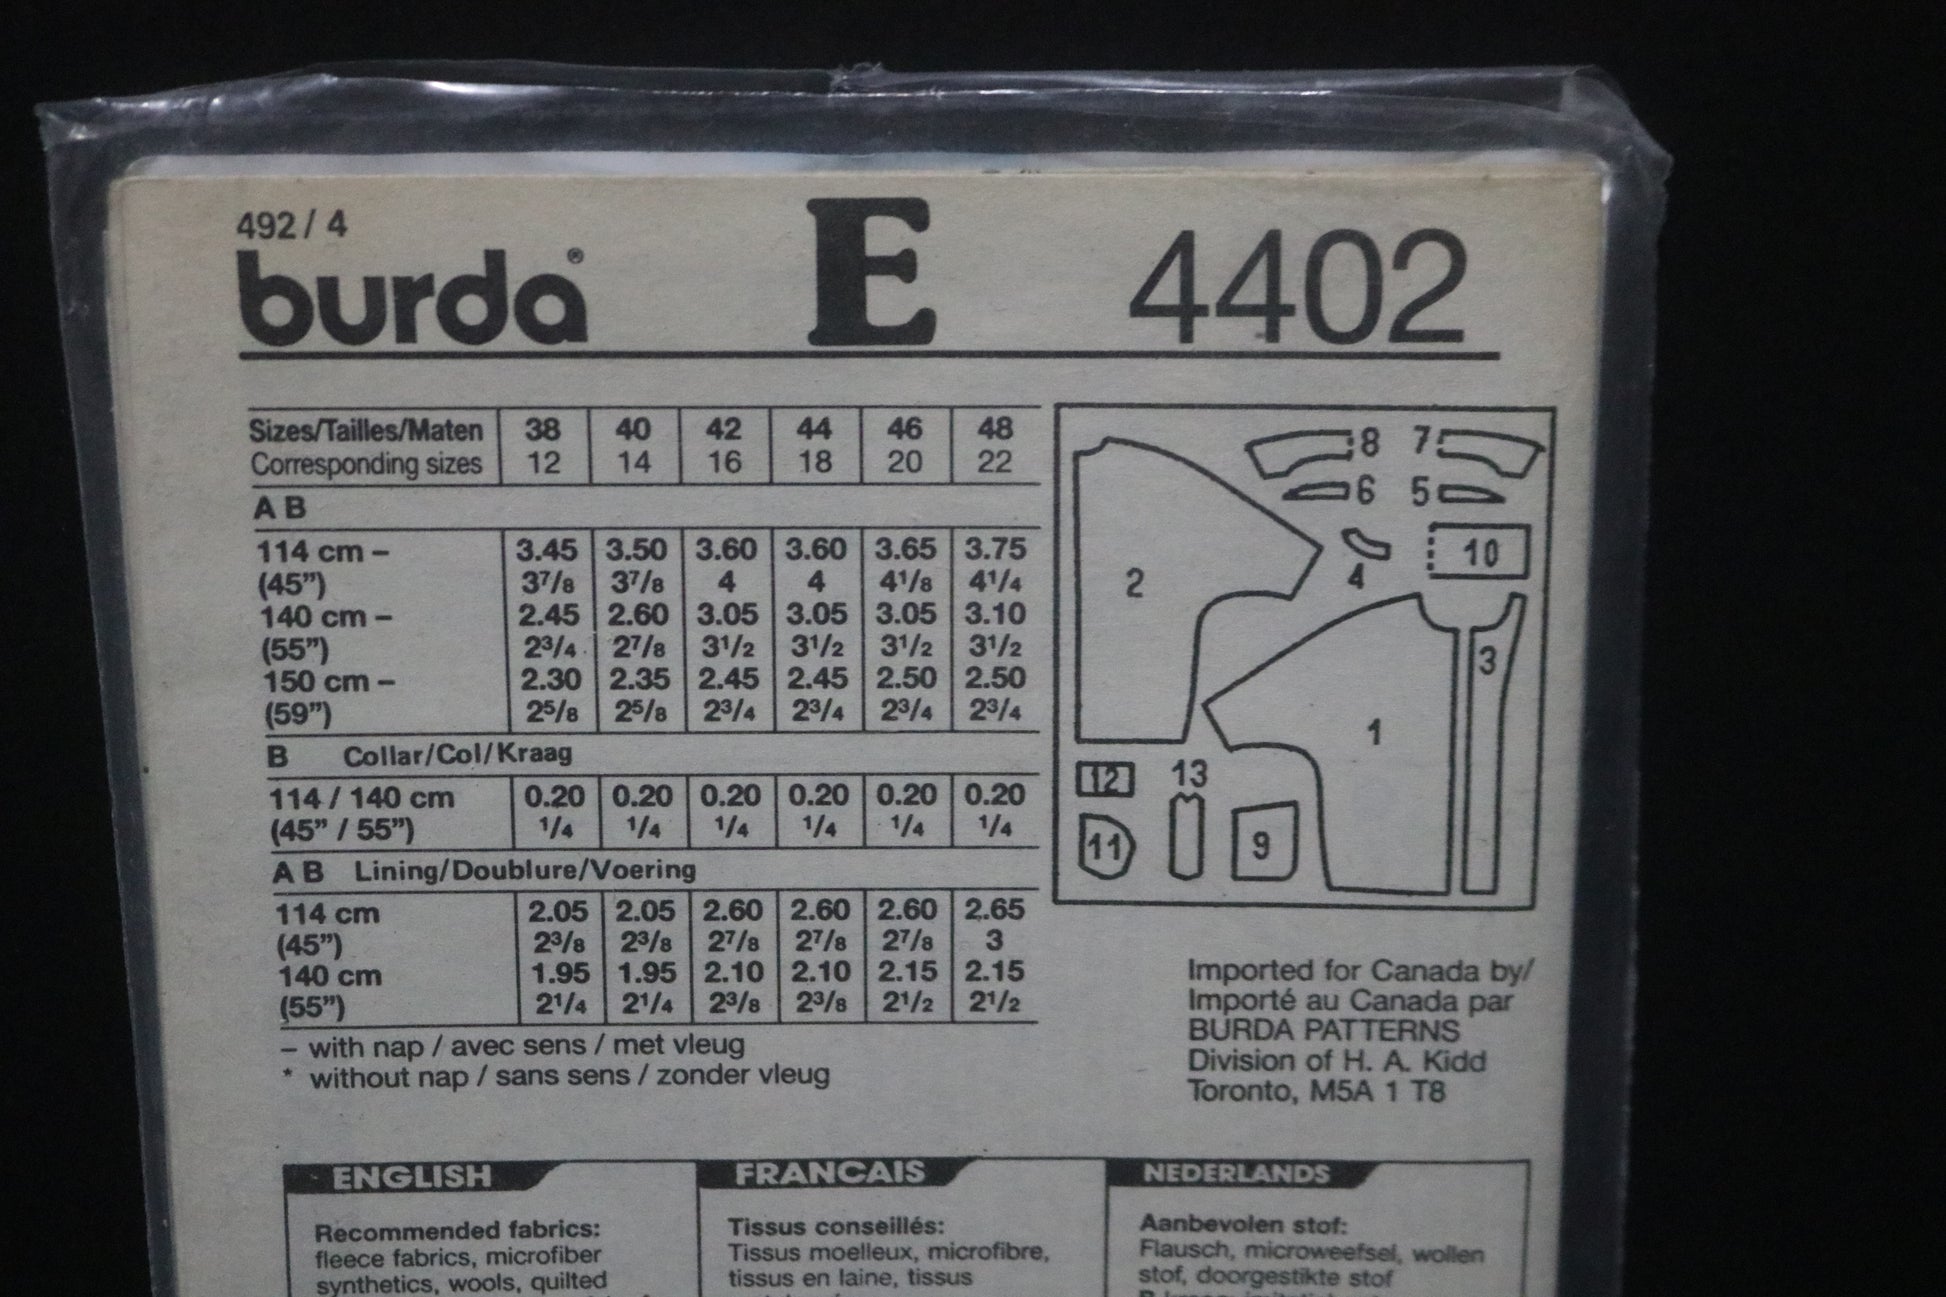 492 / 4
burda® E 4402
Sizes/Tailles/Maten 38 40 42 44 46 48
Corresponding sizes 12 14 16 18 20 22
A B
114 cm – 3.45 3.50 3.60 3.60 3.65 3.75
(45”) 3⁷/₈ 3⁷/₈ 4 4 4¹/₈ 4¹/₄
140 cm – 2.45 2.60 3.05 3.05 3.05 3.10
(55”) 2³/₄ 2⁷/₈ 3¹/₂ 3¹/₂ 3¹/₂ 3¹/₂
150 cm – 2.30 2.35 2.45 2.45 2.50 2.50
(59”) 2⁵/₈ 2⁵/₈ 2³/₄ 2³/₄ 2³/₄ 2³/₄
B Collar/Col/Kraag
114 / 140 cm 0.20 0.20 0.20 0.20 0.20 0.20
(45” / 55”) ¹/₄ ¹/₄ ¹/₄ ¹/₄ ¹/₄ ¹/₄
A B Lining/Doublure/Voering
114 cm 2.05 2.05 2.60 2.60 2.60 2.65
(45”) 2³/₈ 2³/₈ 2⁷/₈ 2⁷/₈ 2⁷/₈ 3
140 cm 1.95 1.95 2.10 2.10 2.15 2.15
(55”) 2¹/₄ 2¹/₄ 2³/₈ 2³/₈ 2¹/₂ 2¹/₂
– with nap / avec sens / met vleug
* without nap / sans sens / zonder vleug
8 7
6 5
10
2 4
3
1
12 13
11 9
Imported for Canada by/
Importé au Canada par
BURDA PATTERNS
Division of H. A. Kidd
Toronto, M5A 1 T8
ENGLISH
Recommended fabrics:
fleece fabrics, microfiber
synthetics, wools, quilted
FRANCAIS
Tissus conseillés:
Tissus moelleux, microfibre,
tissus en laine, tissus
NEDERLANDS
Aanbevolen stof:
Flausch, microweefsel, wollen
stof, doorgestikte stof